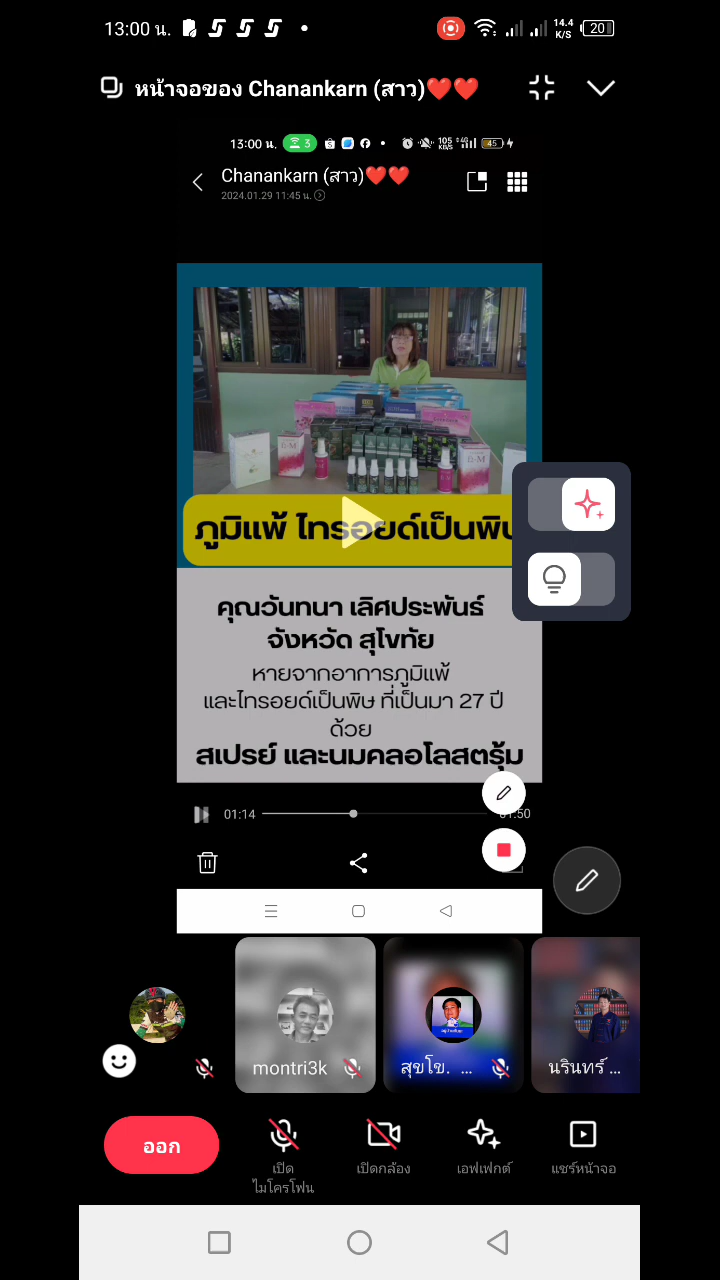 13:00 น.
14.4
K/S
20
หน้าจอของ Chanankarn (สาว)❤️❤️
13:00 น.
3
105
KB/S
4G
45
Chanankarn (สาว)❤️❤️
2024.01.29 11:45 น.
ภูมิแพ้ ไทรอยด์เป็นพิษ
คุณวันทนา เลิศประพันธ์
จังหวัด สุโขทัย
หายจากอาการภูมิแพ้
และไทรอยด์เป็นพิษ ที่เป็นมา 27 ปี
ด้วย
สเปรย์ และนมคลอโลสตรุ้ม
01:14
01:50
montri3k
สุขโข. ...
นรินทร์ ...
ออก
เปิด
ไมโครโฟน
เปิดกล้อง
เอฟเฟกต์
แชร์หน้าจอ